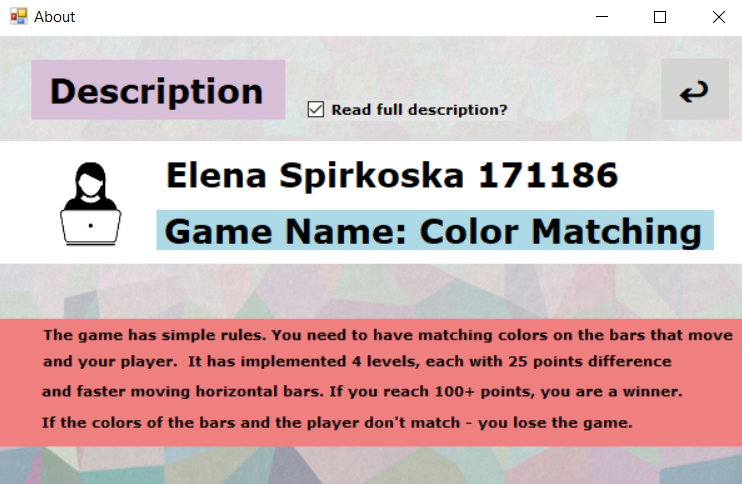 About
Description
Read full description?
Elena Spirkoska 171186
Game Name: Color Matching
The game has simple rules. You need to have matching colors on the bars that move
and your player.  It has implemented 4 levels, each with 25 points difference
and faster moving horizontal bars. If you reach 100+ points, you are a winner.
If the colors of the bars and the player don't match - you lose the game.